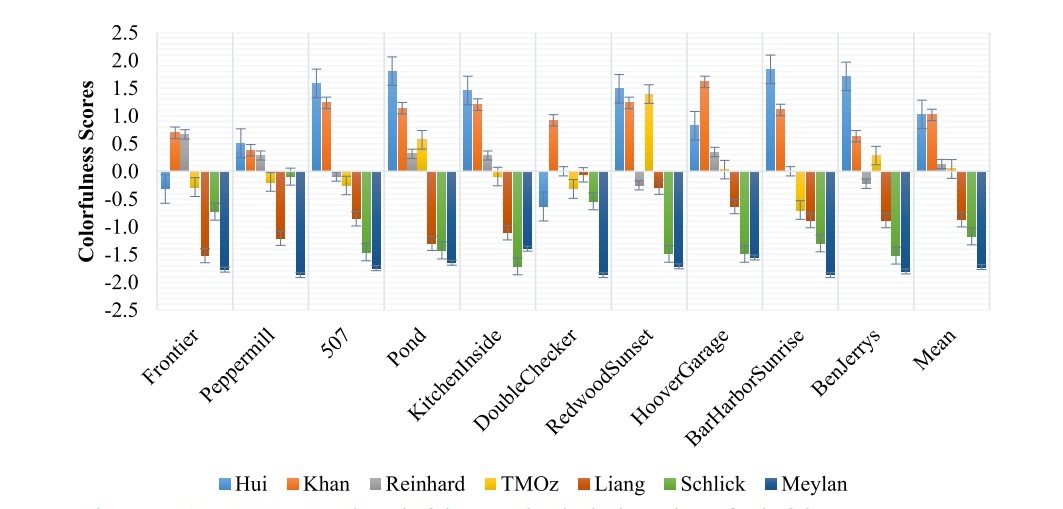 Colorfulness Scores
2.5
2.0
1.5
1.0
0.5
0.0
-0.5
-1.0
-1.5
-2.0
-2.5
Frontier
Peppermill
507
Pond
KitchenInside
DoubleChecker
RedwoodSunset
HooverGarage
BarHarborSunrise
BenJerrys
Mean
Hui Khan Reinhard TMOz Liang Schlick Meylan